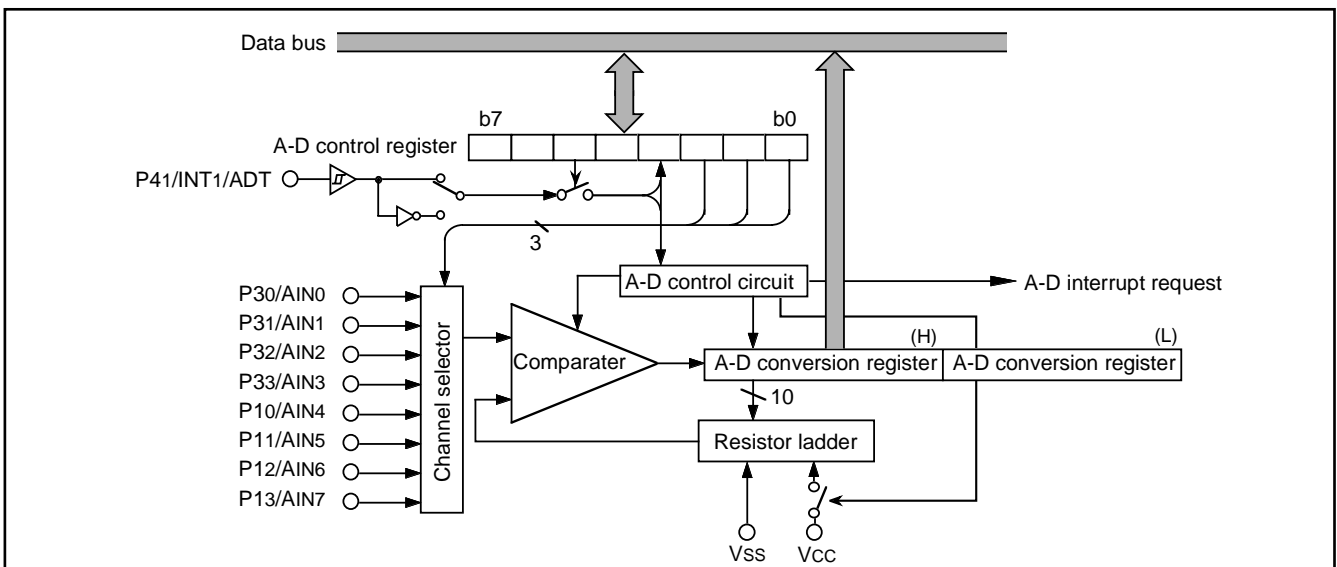 Data bus
b7
b0
A-D control register
P41/INT1/ADT
3
A-D control circuit
A-D interrupt request
P30/AIN0
P31/AIN1
P32/AIN2
P33/AIN3
P10/AIN4
P11/AIN5
P12/AIN6
P13/AIN7
Channel selector
Comparater
(H)
(L)
A-D conversion register
A-D conversion register
10
Resistor ladder
VSS
VCC